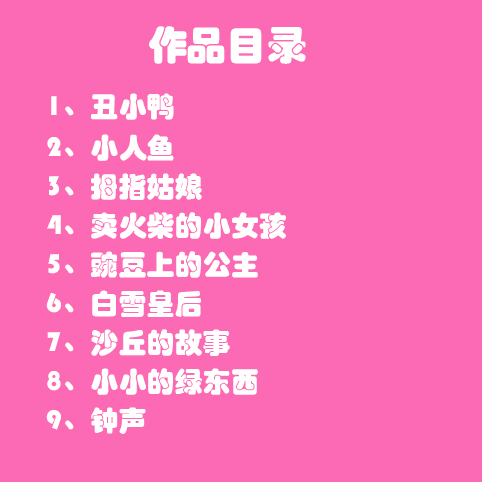 作品目录
1、丑小鸭
2、小人鱼
3、拇指姑娘
4、卖火柴的小女孩
5、豌豆上的公主
6、白雪皇后
7、沙丘的故事
8、小小的绿东西
9、钟声